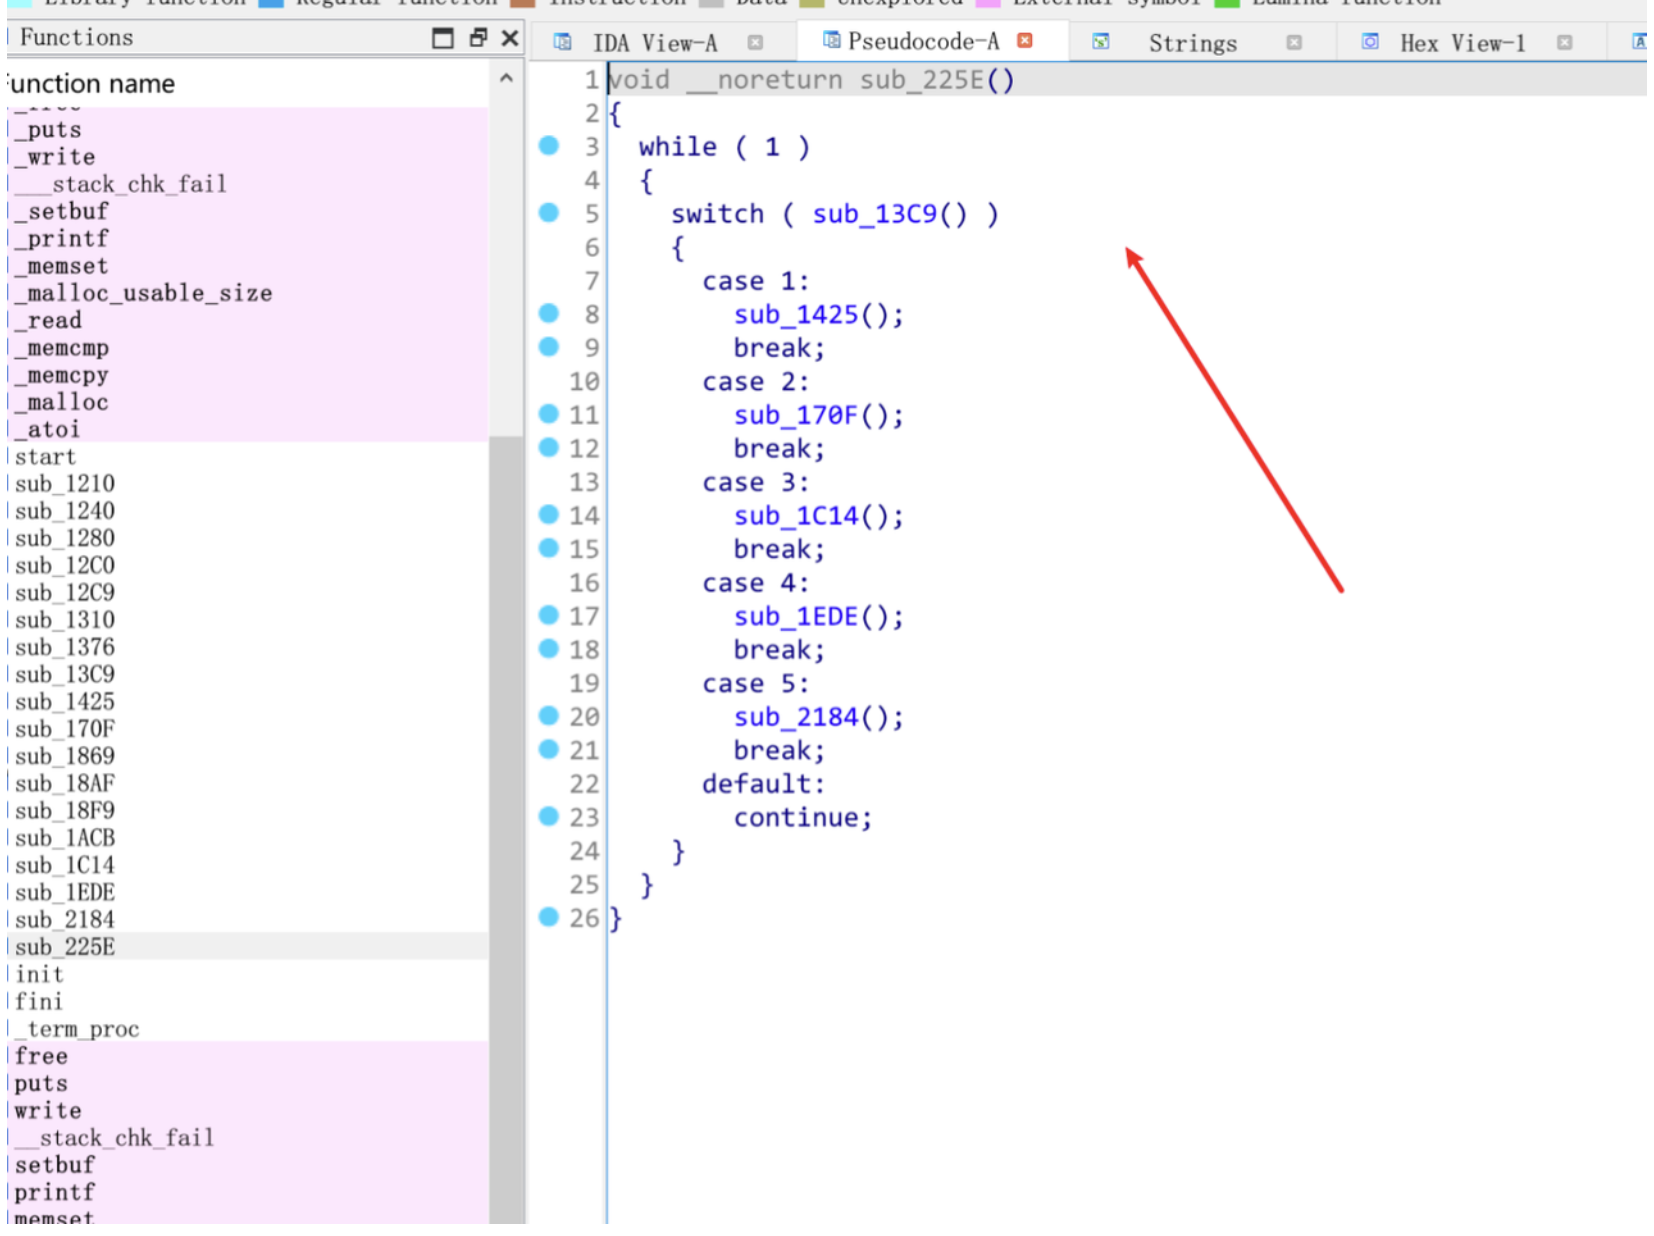 Library function Regular function Instruction Data Unexplored External symbol Lumina function
Functions
unction name
_free
_puts
_write
___stack_chk_fail
_setbuf
_printf
_memset
_malloc_usable_size
_read
_memcmp
_memcpy
_malloc
_atoi
start
sub_1210
sub_1240
sub_1280
sub_12C0
sub_12C9
sub_1310
sub_1376
sub_13C9
sub_1425
sub_170F
sub_1869
sub_18AF
sub_18F9
sub_1ACB
sub_1C14
sub_1EDE
sub_2184
sub_225E
init
fini
_term_proc
free
puts
write
__stack_chk_fail
setbuf
printf
memset
IDA View-A Pseudocode-A Strings Hex View-1
1 void __noreturn sub_225E()
2 {
3 while ( 1 )
4 {
5 switch ( sub_13C9() )
6 {
7 case 1:
8 sub_1425();
9 break;
10 case 2:
11 sub_170F();
12 break;
13 case 3:
14 sub_1C14();
15 break;
16 case 4:
17 sub_1EDE();
18 break;
19 case 5:
20 sub_2184();
21 break;
22 default:
23 continue;
24 }
25 }
26 }